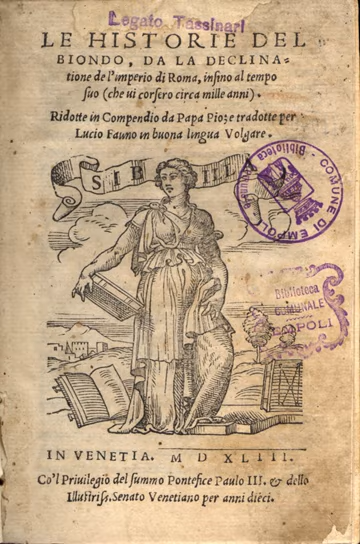 Legato Tassinari
LE HISTORIE DEL
BIONDO, DA LA DECLINA=
tione de l'imperio di Roma, insino al tempo
suo (che ui corsero circa mille anni).
Ridotte in Compendio da Papa Pio; e tradotte per
Lucio Fauno in buona lingua Volgare.
SIBILLA
COMUNE DI EMPOLI
Biblioteca
Biblioteca
COMUNALE
EMPOLI
IN VENETIA. M D XLIII.
Co'l Priuilegio del summo Pontefice Paulo III. & dello
Illustriss. Senato Venetiano per anni dieci.